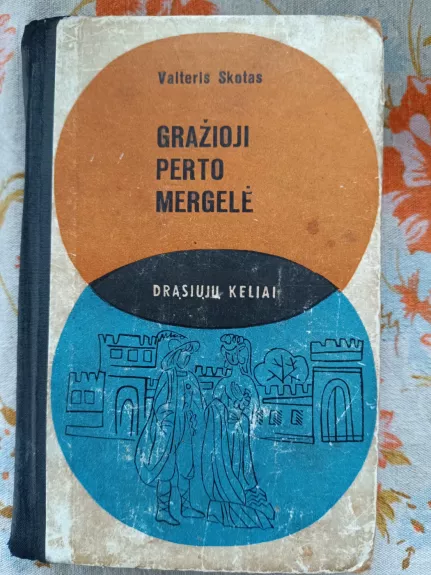 Valteris Skotas
GRAŽIOJI
PERTO
MERGELĖ
DRĄSIŲJŲ KELIAI